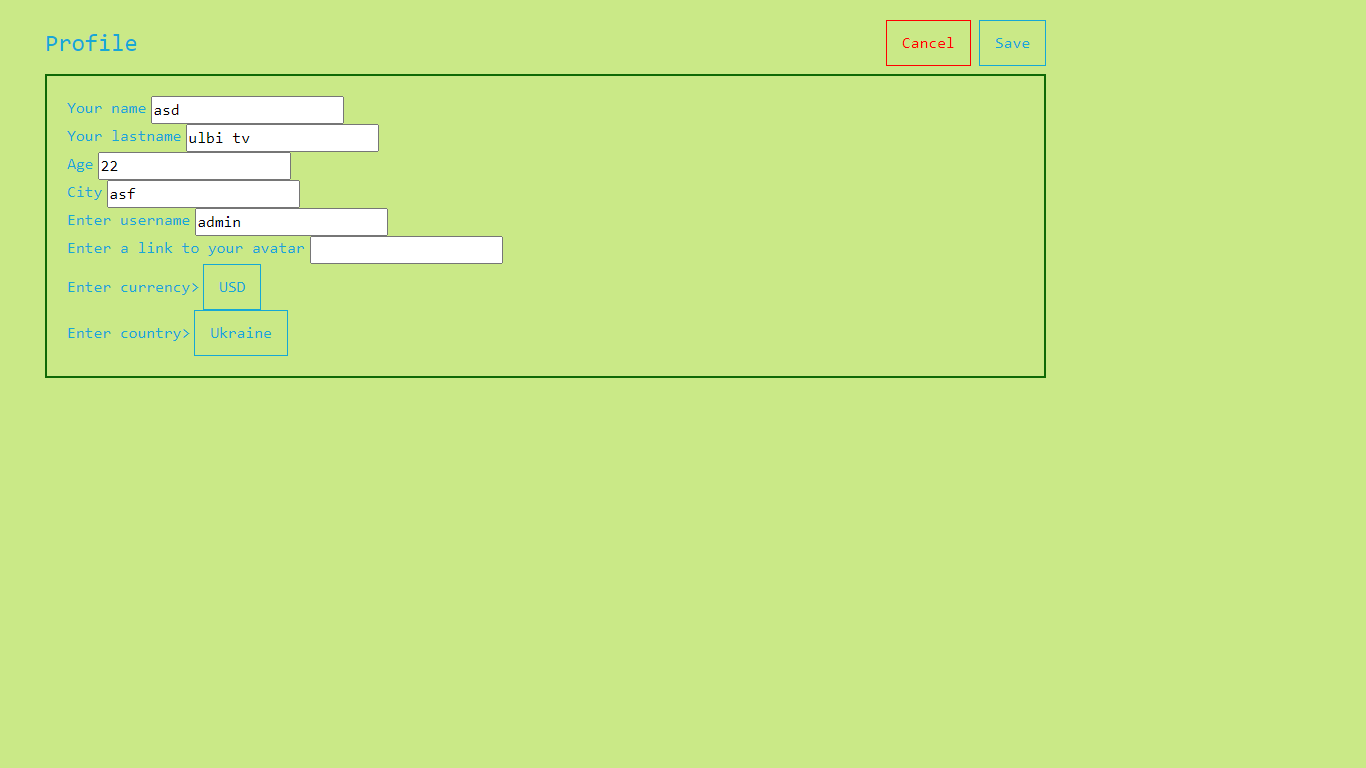 Profile Cancel Save
Your name asd
Your lastname ulbi tv
Age 22
City asf
Enter username admin
Enter a link to your avatar
Enter currency> USD
Enter country> Ukraine